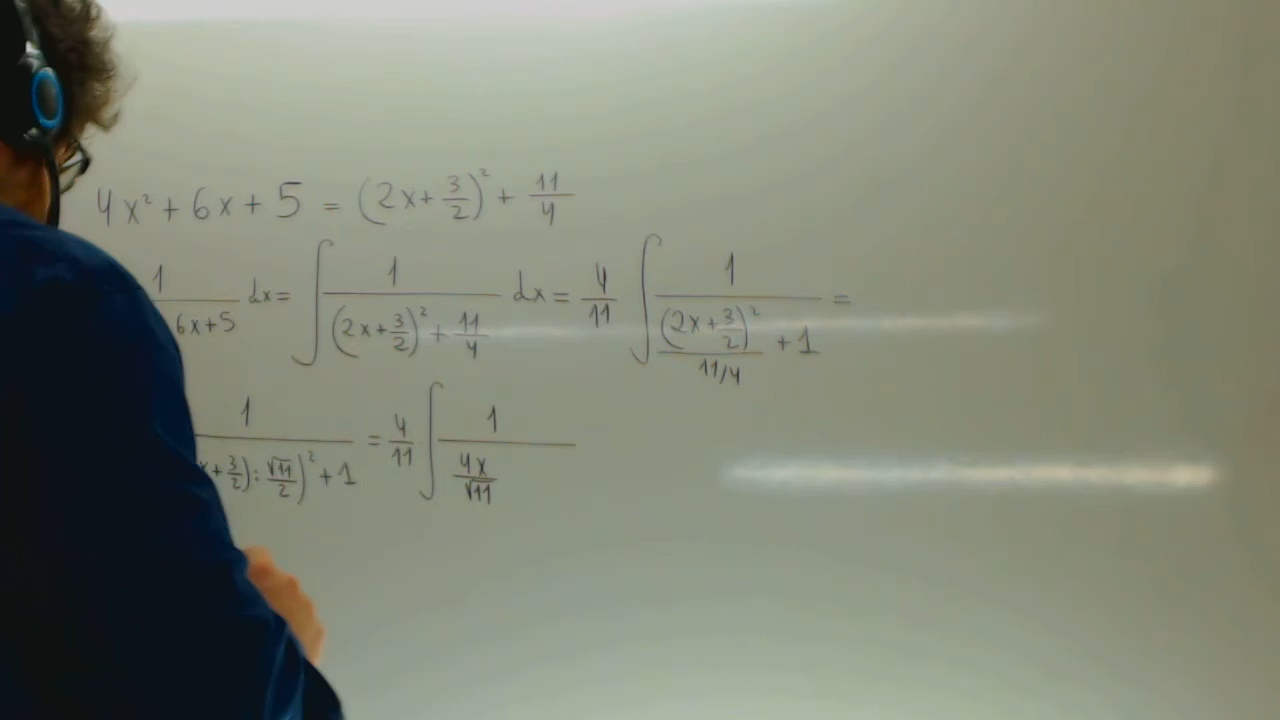 4x² + 6x + 5 = (2x + 3/2)² + 11/4
1/(6x+5) dx = ∫ 1/((2x + 3/2)² + 11/4) dx = 4/11 ∫ 1/((2x + 3/2)²/(11/4) + 1) =
1/(x + 3/2) : √11/2)² + 1 = 4/11 ∫ 1/(4x/√11)